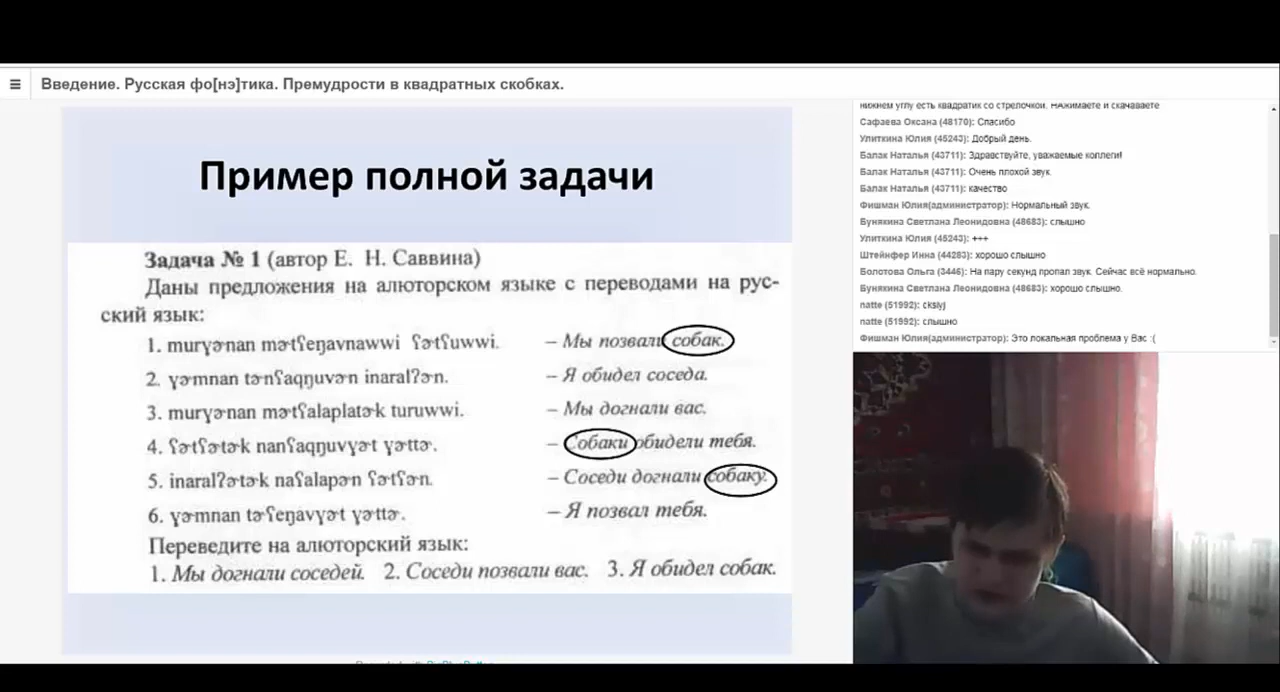 ≡ Введение. Русская фо[нэ]тика. Премудрости в квадратных скобках.
Пример полной задачи
Задача № 1 (автор Е. Н. Саввина)
Даны предложения на алюторском языке с переводами на рус-
ский язык:
1. murɣənan mətʕeŋavnawwi ʕətʕuwwi. – Мы позвали собак.
2. ɣəmnan tənʕaqŋuvən inaralʔən. – Я обидел соседа.
3. murɣənan mətʕalaplatək turuwwi. – Мы догнали вас.
4. ʕətʕətək nanʕaqŋuvɣət ɣəttə. – Собаки обидели тебя.
5. inaralʔətək naʕalapən ʕətʕən. – Соседи догнали собаку.
6. ɣəmnan təʕeŋavɣət ɣəttə. – Я позвал тебя.
Переведите на алюторский язык:
1. Мы догнали соседей. 2. Соседи позвали вас. 3. Я обидел собак.
нижнем углу есть квадратик со стрелочкой. НАжимаете и скачаваете
Сафаева Оксана (48170): Спасибо
Улиткина Юлия (45243): Добрый день.
Балак Наталья (43711): Здравствуйте, уважаемые коллеги!
Балак Наталья (43711): Очень плохой звук.
Балак Наталья (43711): качество
Фишман Юлия(администратор): Нормальный звук.
Бунякина Светлана Леонидовна (48683): слышно
Улиткина Юлия (45243): +++
Штейнфер Инна (44283): хорошо слышно
Болотова Ольга (3446): На пару секунд пропал звук. Сейчас всё нормально.
Бунякина Светлана Леонидовна (48683): хорошо слышно.
natte (51992): ckslyj
natte (51992): слышно
Фишман Юлия(администратор): Это локальная проблема у Вас :(